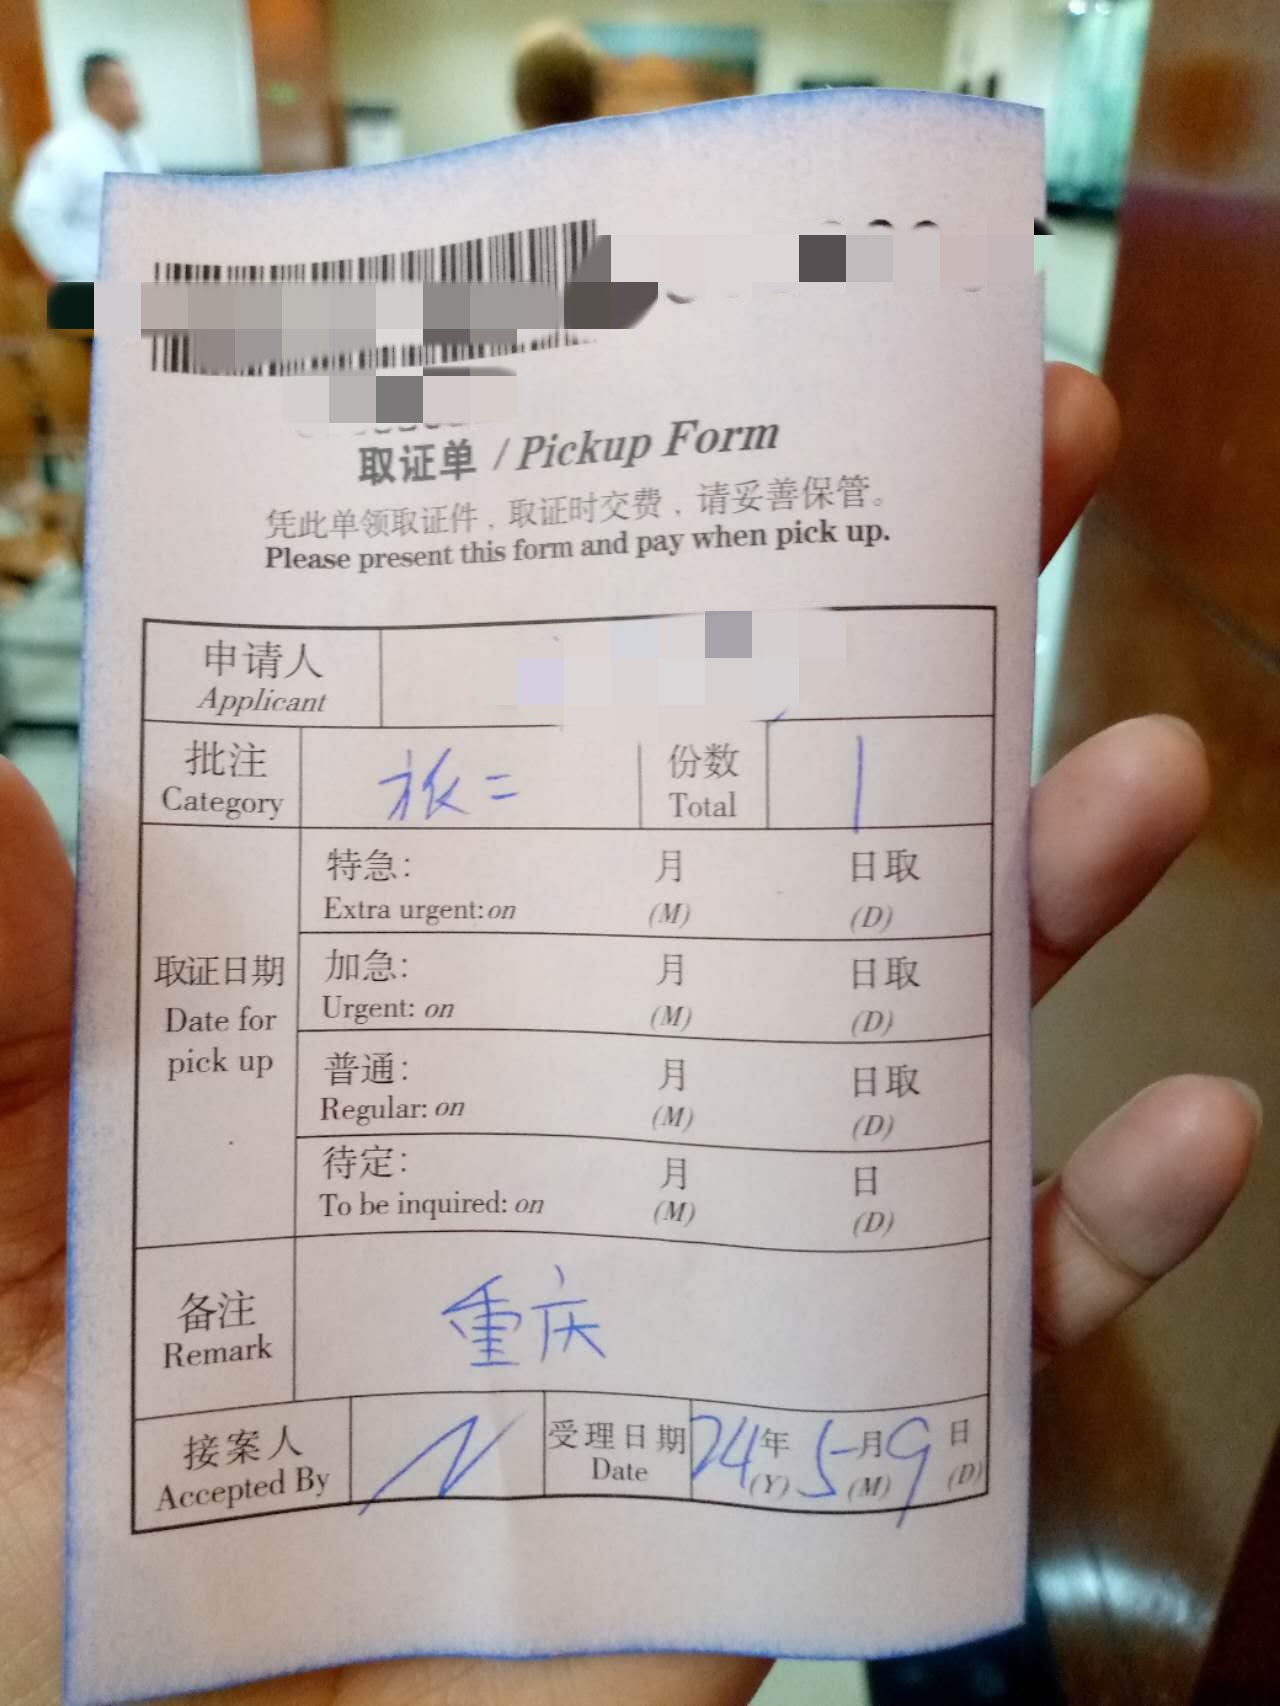 取证单 / Pickup Form
凭此单领取证件，取证时交费，请妥善保管。
Please present this form and pay when pick up.
申请人
Applicant
批注 旅二 份数 1
Category Total
取证日期
Date for
pick up
特急： 月 日取
Extra urgent: on (M) (D)
加急： 月 日取
Urgent: on (M) (D)
普通： 月 日取
Regular: on (M) (D)
待定： 月 日
To be inquired: on (M) (D)
备注 重庆
Remark
接案人 受理日期 24年 5月 9日
Accepted By Date (Y) (M) (D)